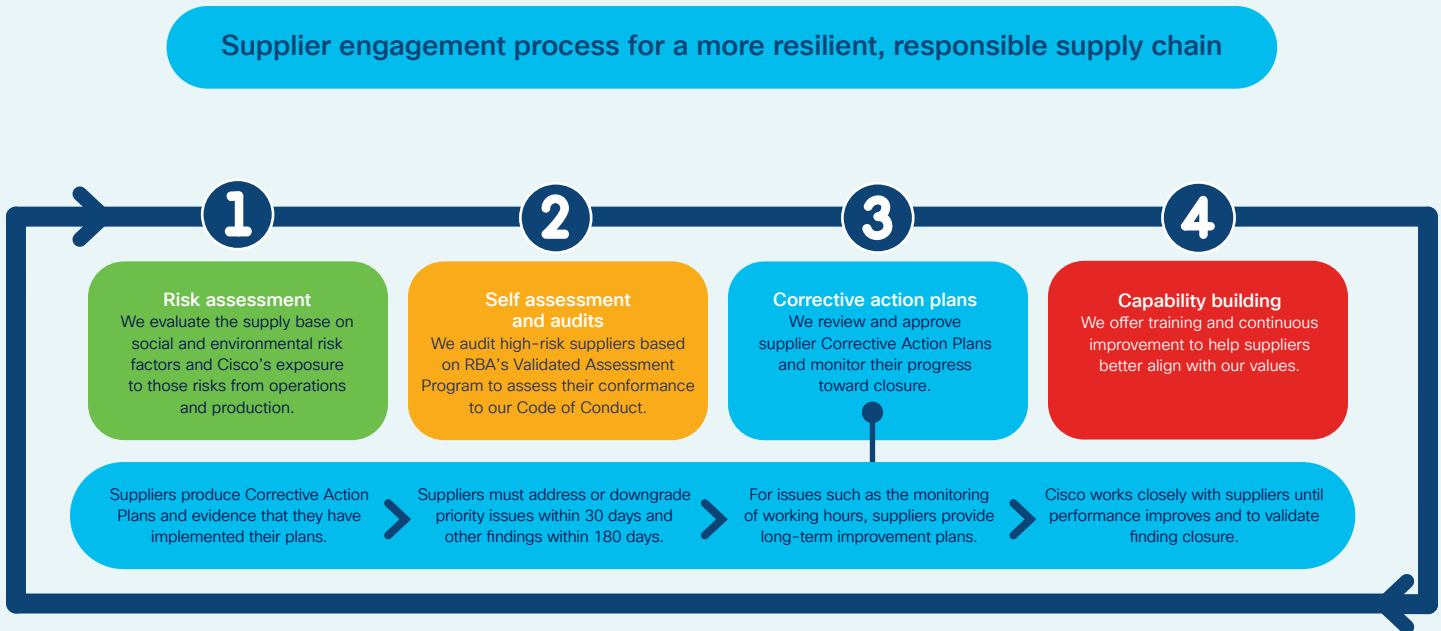 Supplier engagement process for a more resilient, responsible supply chain
1
2
3
4
Risk assessment
We evaluate the supply base on
social and environmental risk
factors and Cisco's exposure
to those risks from operations
and production.
Self assessment
and audits
We audit high-risk suppliers based
on RBA's Validated Assessment
Program to assess their conformance
to our Code of Conduct.
Corrective action plans
We review and approve
supplier Corrective Action Plans
and monitor their progress
toward closure.
Capability building
We offer training and continuous
improvement to help suppliers
better align with our values.
Suppliers produce Corrective Action
Plans and evidence that they have
implemented their plans.
Suppliers must address or downgrade
priority issues within 30 days and
other findings within 180 days.
For issues such as the monitoring
of working hours, suppliers provide
long-term improvement plans.
Cisco works closely with suppliers until
performance improves and to validate
finding closure.